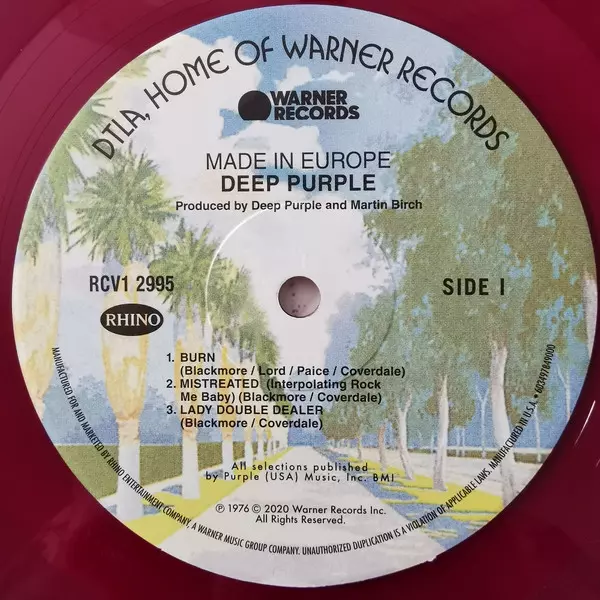 DTLA, HOME OF WARNER RECORDS
WARNER
RECORDS
MADE IN EUROPE
DEEP PURPLE
Produced by Deep Purple and Martin Birch
RCV1 2995
SIDE I
RHINO
1. BURN
(Blackmore / Lord / Paice / Coverdale)
2. MISTREATED (Interpolating Rock
Me Baby) (Blackmore / Coverdale)
3. LADY DOUBLE DEALER
(Blackmore / Coverdale)
All selections published
by Purple (USA) Music, Inc. BMI
℗ 1976 © 2020 Warner Records Inc.
All Rights Reserved.
MANUFACTURED FOR AND MARKETED BY RHINO ENTERTAINMENT COMPANY, A WARNER MUSIC GROUP COMPANY. UNAUTHORIZED DUPLICATION IS A VIOLATION OF APPLICABLE LAWS. MANUFACTURED IN U.S.A. • 603497849000